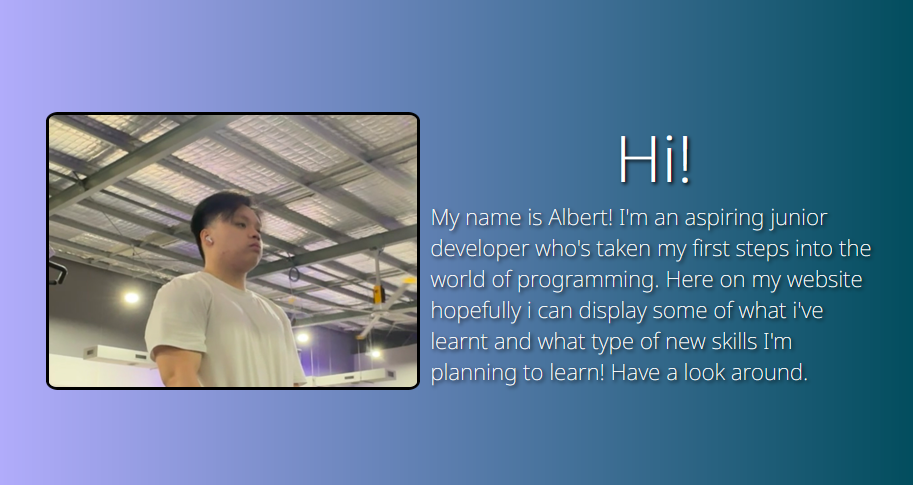 Hi!
My name is Albert! I'm an aspiring junior
developer who's taken my first steps into the
world of programming. Here on my website
hopefully i can display some of what i've
learnt and what type of new skills I'm
planning to learn! Have a look around.